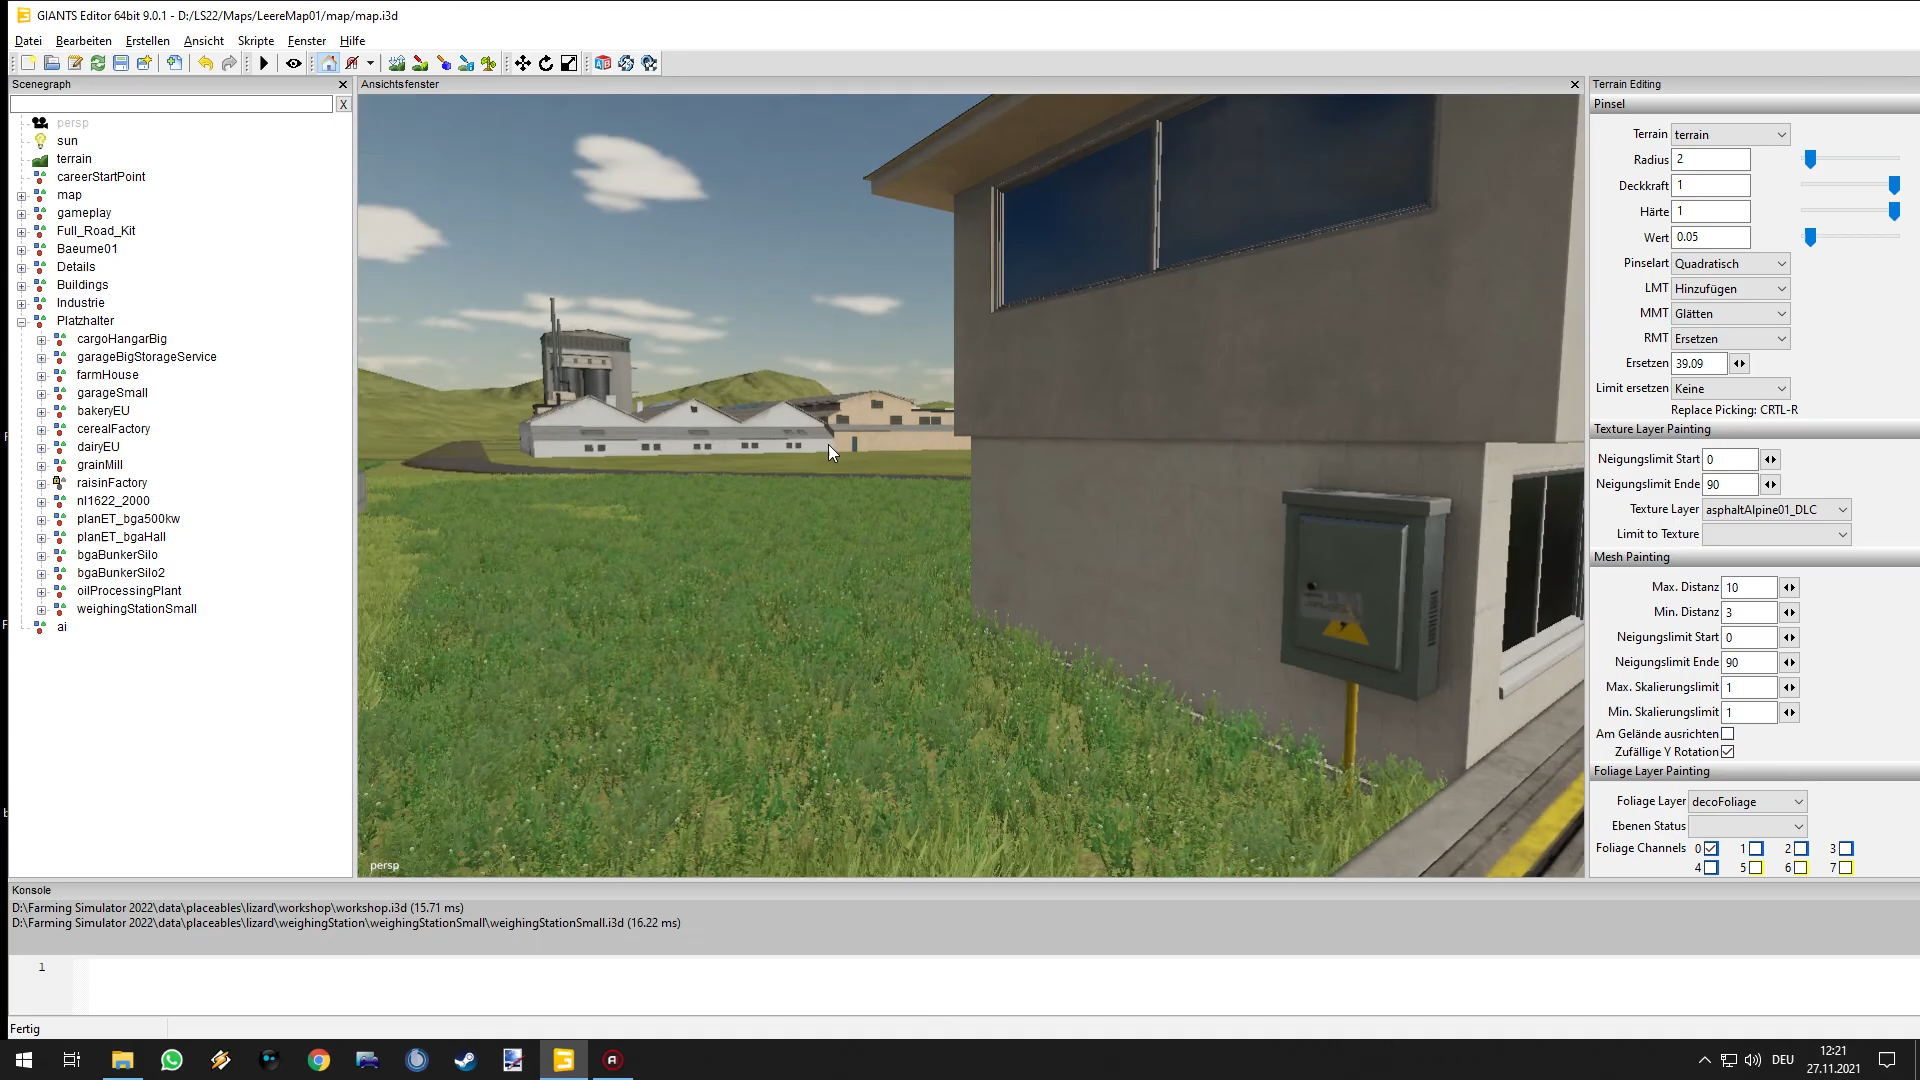 GIANTS Editor 64bit 9.0.1 - D:/LS22/Maps/LeereMap01/map/map.i3d
Datei Bearbeiten Erstellen Ansicht Skripte Fenster Hilfe
Scenegraph
X
persp
sun
terrain
careerStartPoint
map
gameplay
Full_Road_Kit
Baeume01
Details
Buildings
Industrie
Platzhalter
cargoHangarBig
garageBigStorageService
farmHouse
garageSmall
bakeryEU
cerealFactory
dairyEU
grainMill
raisinFactory
nl1622_2000
planET_bga500kw
planET_bgaHall
bgaBunkerSilo
bgaBunkerSilo2
oilProcessingPlant
weighingStationSmall
ai
Ansichtsfenster
persp
Terrain Editing
Pinsel
Terrain terrain
Radius 2
Deckkraft 1
Härte 1
Wert 0.05
Pinselart Quadratisch
LMT Hinzufügen
MMT Glätten
RMT Ersetzen
Ersetzen 39.09
Limit ersetzen Keine
Replace Picking: CRTL-R
Texture Layer Painting
Neigungslimit Start 0
Neigungslimit Ende 90
Texture Layer asphaltAlpine01_DLC
Limit to Texture
Mesh Painting
Max. Distanz 10
Min. Distanz 3
Neigungslimit Start 0
Neigungslimit Ende 90
Max. Skalierungslimit 1
Min. Skalierungslimit 1
Am Gelände ausrichten
Zufällige Y Rotation
Foliage Layer Painting
Foliage Layer decoFoliage
Ebenen Status
Foliage Channels 0 1 2 3
4 5 6 7
Konsole
D:\Farming Simulator 2022\data\placeables\lizard\workshop\workshop.i3d (15.71 ms)
D:\Farming Simulator 2022\data\placeables\lizard\weighingStation\weighingStationSmall\weighingStationSmall.i3d (16.22 ms)
1
Fertig
DEU
12:21
27.11.2021